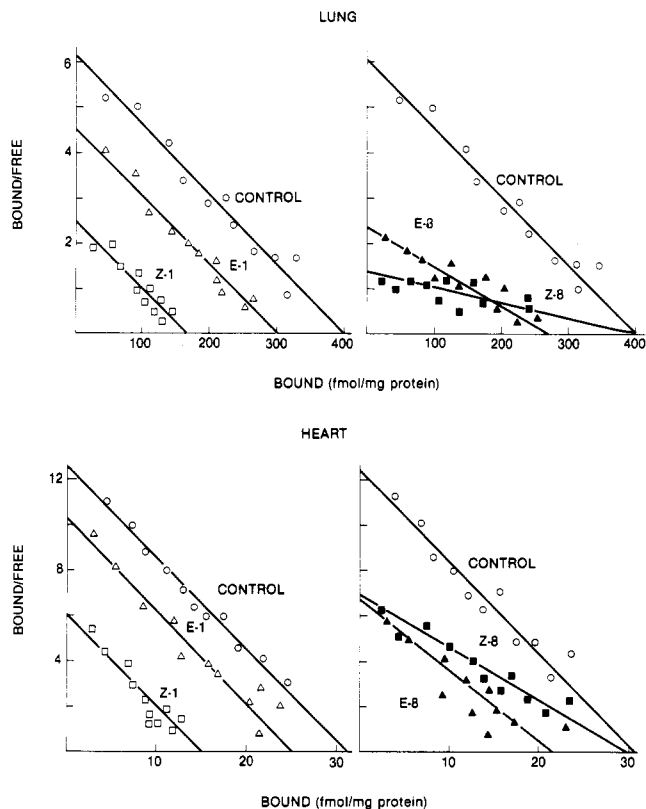 LUNG
6
4
2
BOUND/FREE
CONTROL
E-1
Z-1
CONTROL
E-8
Z-8
100 200 300 400
100 200 300 400
BOUND (fmol/mg protein)
HEART
12
8
4
BOUND/FREE
CONTROL
E-1
Z-1
CONTROL
Z-8
E-8
10 20 30
10 20 30
BOUND (fmol/mg protein)